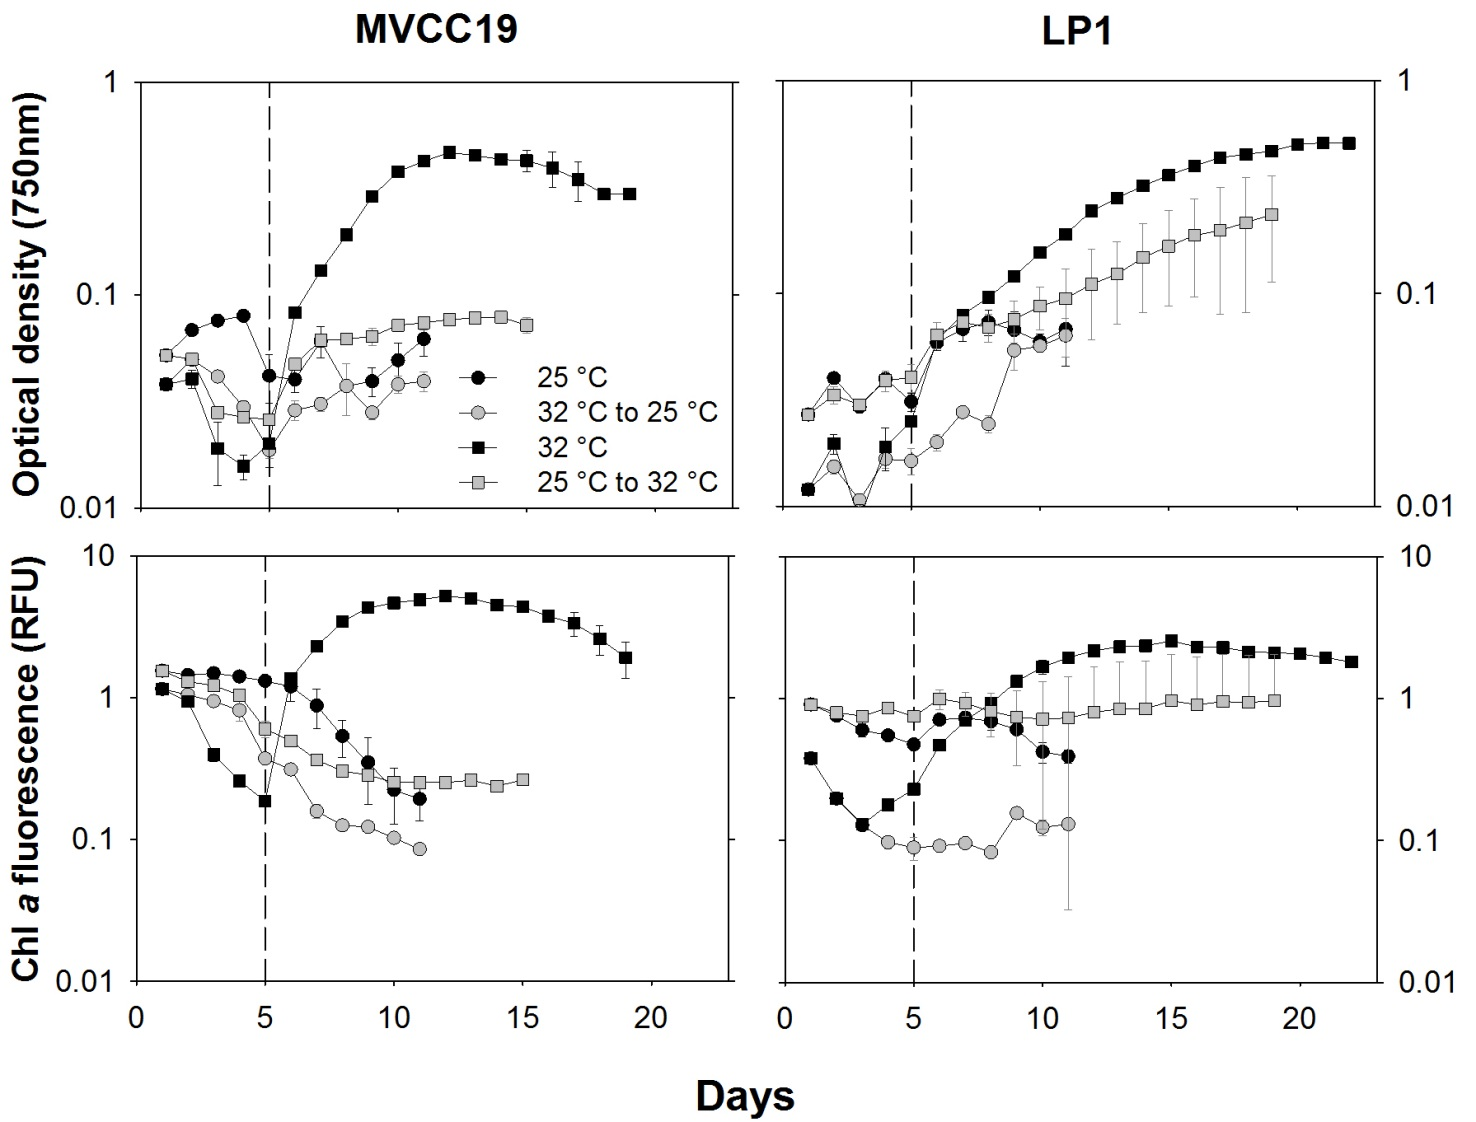 MVCC19
LP1
Optical density (750nm)
1
0.1
0.01
25 °C
32 °C to 25 °C
32 °C
25 °C to 32 °C
1
0.1
0.01
Chl a fluorescence (RFU)
10
1
0.1
0.01
10
1
0.1
0.01
0 5 10 15 20
0 5 10 15 20
Days